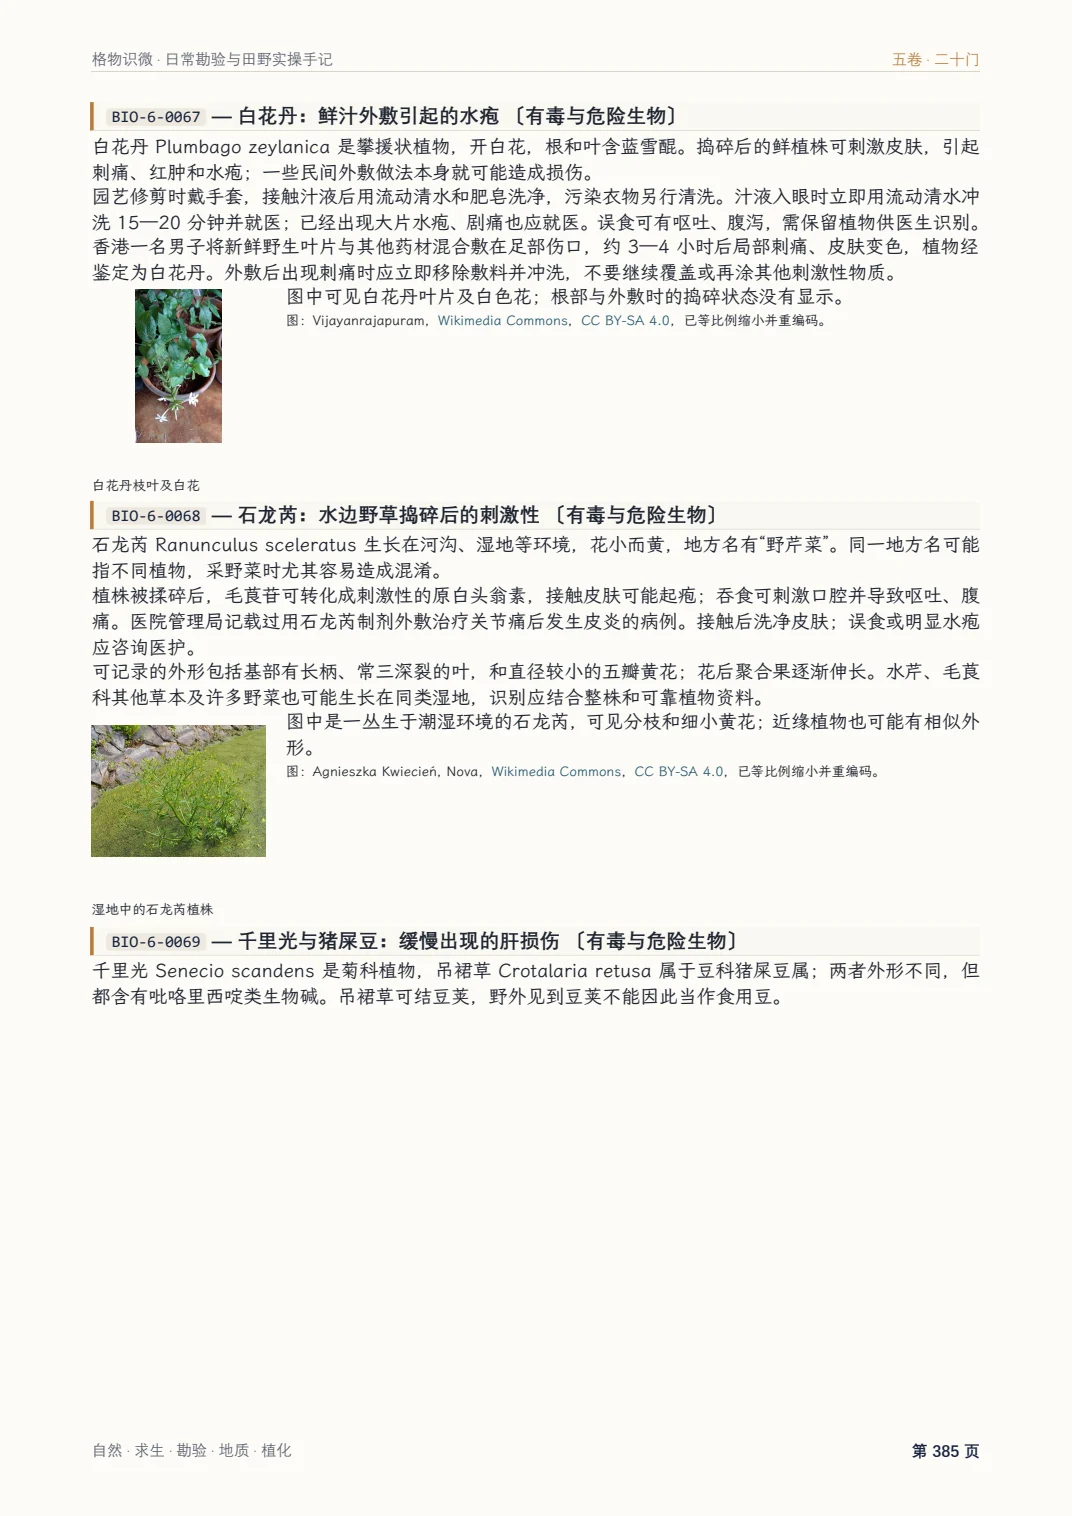 格物识微 · 日常勘验与田野实操手记
五卷 · 二十门
BIO-6-0067 — 白花丹：鲜汁外敷引起的水疱 〔有毒与危险生物〕
白花丹 Plumbago zeylanica 是攀援状植物，开白花，根和叶含蓝雪醌。捣碎后的鲜植株可刺激皮肤，引起
刺痛、红肿和水疱；一些民间外敷做法本身就可能造成损伤。
园艺修剪时戴手套，接触汁液后用流动清水和肥皂洗净，污染衣物另行清洗。汁液入眼时立即用流动清水冲
洗 15—20 分钟并就医；已经出现大片水疱、剧痛也应就医。误食可有呕吐、腹泻，需保留植物供医生识别。
香港一名男子将新鲜野生叶片与其他药材混合敷在足部伤口，约 3—4 小时后局部刺痛、皮肤变色，植物经
鉴定为白花丹。外敷后出现刺痛时应立即移除敷料并冲洗，不要继续覆盖或再涂其他刺激性物质。
图中可见白花丹叶片及白色花；根部与外敷时的捣碎状态没有显示。
图：Vijayanrajapuram，Wikimedia Commons，CC BY-SA 4.0，已等比例缩小并重编码。
白花丹枝叶及白花
BIO-6-0068 — 石龙芮：水边野草捣碎后的刺激性 〔有毒与危险生物〕
石龙芮 Ranunculus sceleratus 生长在河沟、湿地等环境，花小而黄，地方名有“野芹菜”。同一地方名可能
指不同植物，采野菜时尤其容易造成混淆。
植株被揉碎后，毛茛苷可转化成刺激性的原白头翁素，接触皮肤可能起疱；吞食可刺激口腔并导致呕吐、腹
痛。医院管理局记载过用石龙芮制剂外敷治疗关节痛后发生皮炎的病例。接触后洗净皮肤；误食或明显水疱
应咨询医护。
可记录的外形包括基部有长柄、常三深裂的叶，和直径较小的五瓣黄花；花后聚合果逐渐伸长。水芹、毛茛
科其他草本及许多野菜也可能生长在同类湿地，识别应结合整株和可靠植物资料。
图中是一丛生于潮湿环境的石龙芮，可见分枝和细小黄花；近缘植物也可能有相似外
形。
图：Agnieszka Kwiecień, Nova，Wikimedia Commons，CC BY-SA 4.0，已等比例缩小并重编码。
湿地中的石龙芮植株
BIO-6-0069 — 千里光与猪屎豆：缓慢出现的肝损伤 〔有毒与危险生物〕
千里光 Senecio scandens 是菊科植物，吊裙草 Crotalaria retusa 属于豆科猪屎豆属；两者外形不同，但
都含有吡咯里西啶类生物碱。吊裙草可结豆荚，野外见到豆荚不能因此当作食用豆。
自然 · 求生 · 勘验 · 地质 · 植化
第 385 页